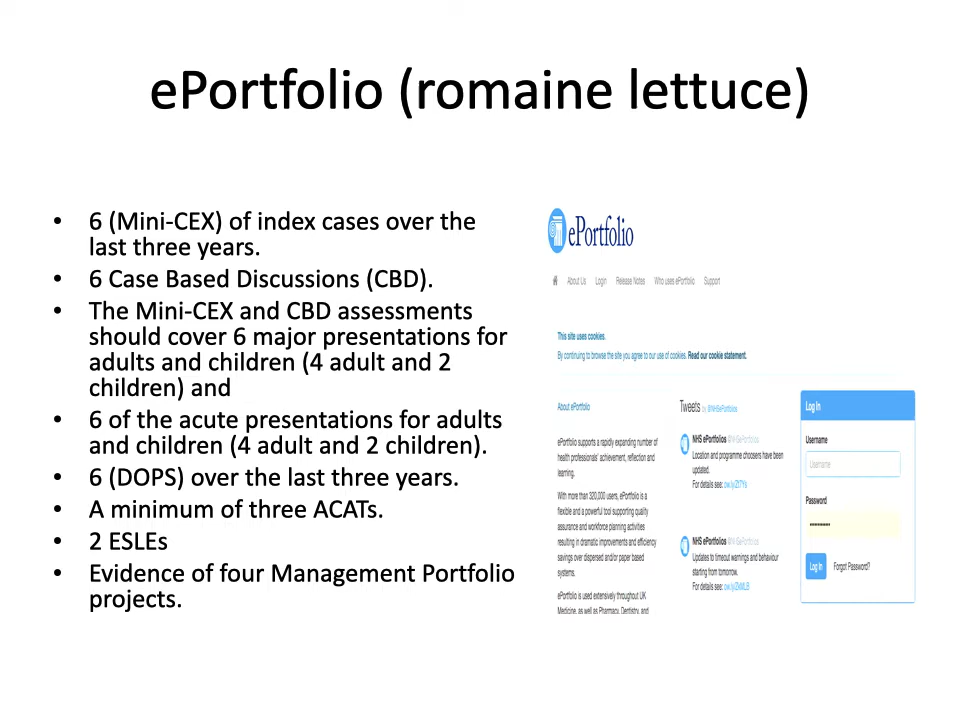 ePortfolio (romaine lettuce)
• 6 (Mini-CEX) of index cases over the
last three years.
• 6 Case Based Discussions (CBD).
• The Mini-CEX and CBD assessments
should cover 6 major presentations for
adults and children (4 adult and 2
children) and
• 6 of the acute presentations for adults
and children (4 adult and 2 children).
• 6 (DOPS) over the last three years.
• A minimum of three ACATs.
• 2 ESLEs
• Evidence of four Management Portfolio
projects.
ePortfolio
About Us Login Release Notes Who uses ePortfolio Support
This site uses cookies.
By continuing to browse the site you agree to our use of cookies. Read our cookie statement.
About ePortfolio
ePortfolio supports a rapidly expanding number of
health professionals' achievement, reflection and
learning.
With more than 320,000 users, ePortfolio is a
flexible and powerful tool supporting quality
assurance and workforce planning activities
resulting in dramatic improvements and efficiency
savings over dispersed and/or paper based
systems.
ePortfolio is used extensively throughout UK
Medicine, as well as Pharmacy, Dentistry, and
Tweets by @NHSePortfolios
NHS ePortfolios @NHSePortfolios
Location and programme choosers have been
updated.
For details see:
NHS ePortfolios @NHSePortfolios
Updates to timeout warnings and behaviour
starting from tomorrow.
For details see:
Log In
Username
Username
Password
Log In Forgot Password?